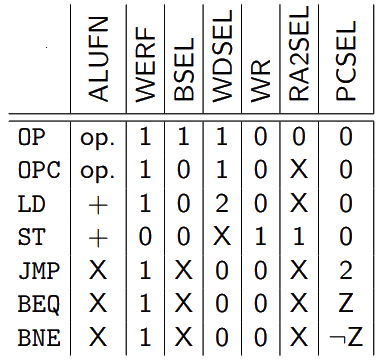 ALUFN WERF BSEL WDSEL WR RA2SEL PCSEL
OP op. 1 1 1 0 0 0
OPC op. 1 0 1 0 X 0
LD + 1 0 2 0 X 0
ST + 0 0 X 1 1 0
JMP X 1 X 0 0 X 2
BEQ X 1 X 0 0 X Z
BNE X 1 X 0 0 X ¬Z